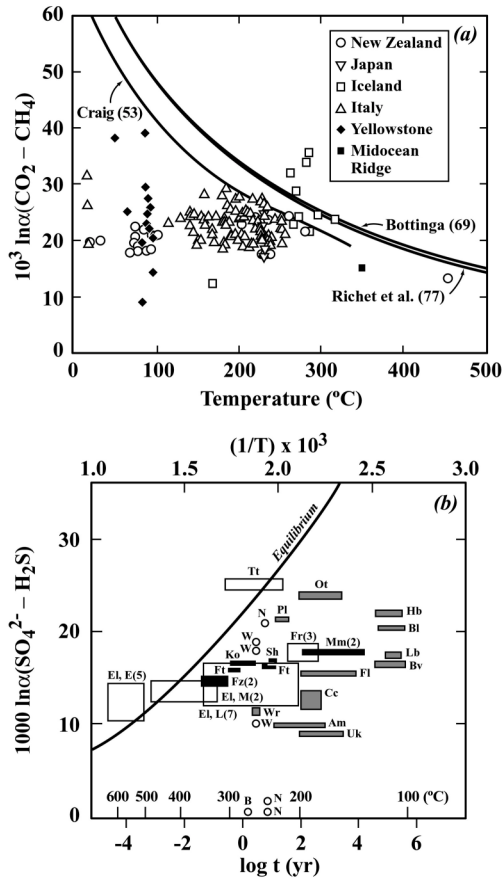 (a)
60
50
40
30
20
10
0
10³ lnα(CO₂ – CH₄)
New Zealand
Japan
Iceland
Italy
Yellowstone
Midocean
Ridge
Craig (53)
Bottinga (69)
Richet et al. (77)
0 100 200 300 400 500
Temperature (ºC)
(1/T) x 10³
1.0 2.0 3.0
(b)
30
20
10
0
1000 lnα(SO₄²⁻ – H₂S)
Equilibrium
Tt
Ot
N
Pl
Hb
Bl
W
W
Fr(3)
Mm(2)
Ko
Sh
Lb
Ft
Ft
Fl
Bv
El, E(5)
Fz(2)
El, M(2)
Cc
El, L(7)
Wr
W
Am
Uk
B
N
N
600 500 400 300 200 100 (ºC)
-4 -2 0 2 4 6
log t (yr)